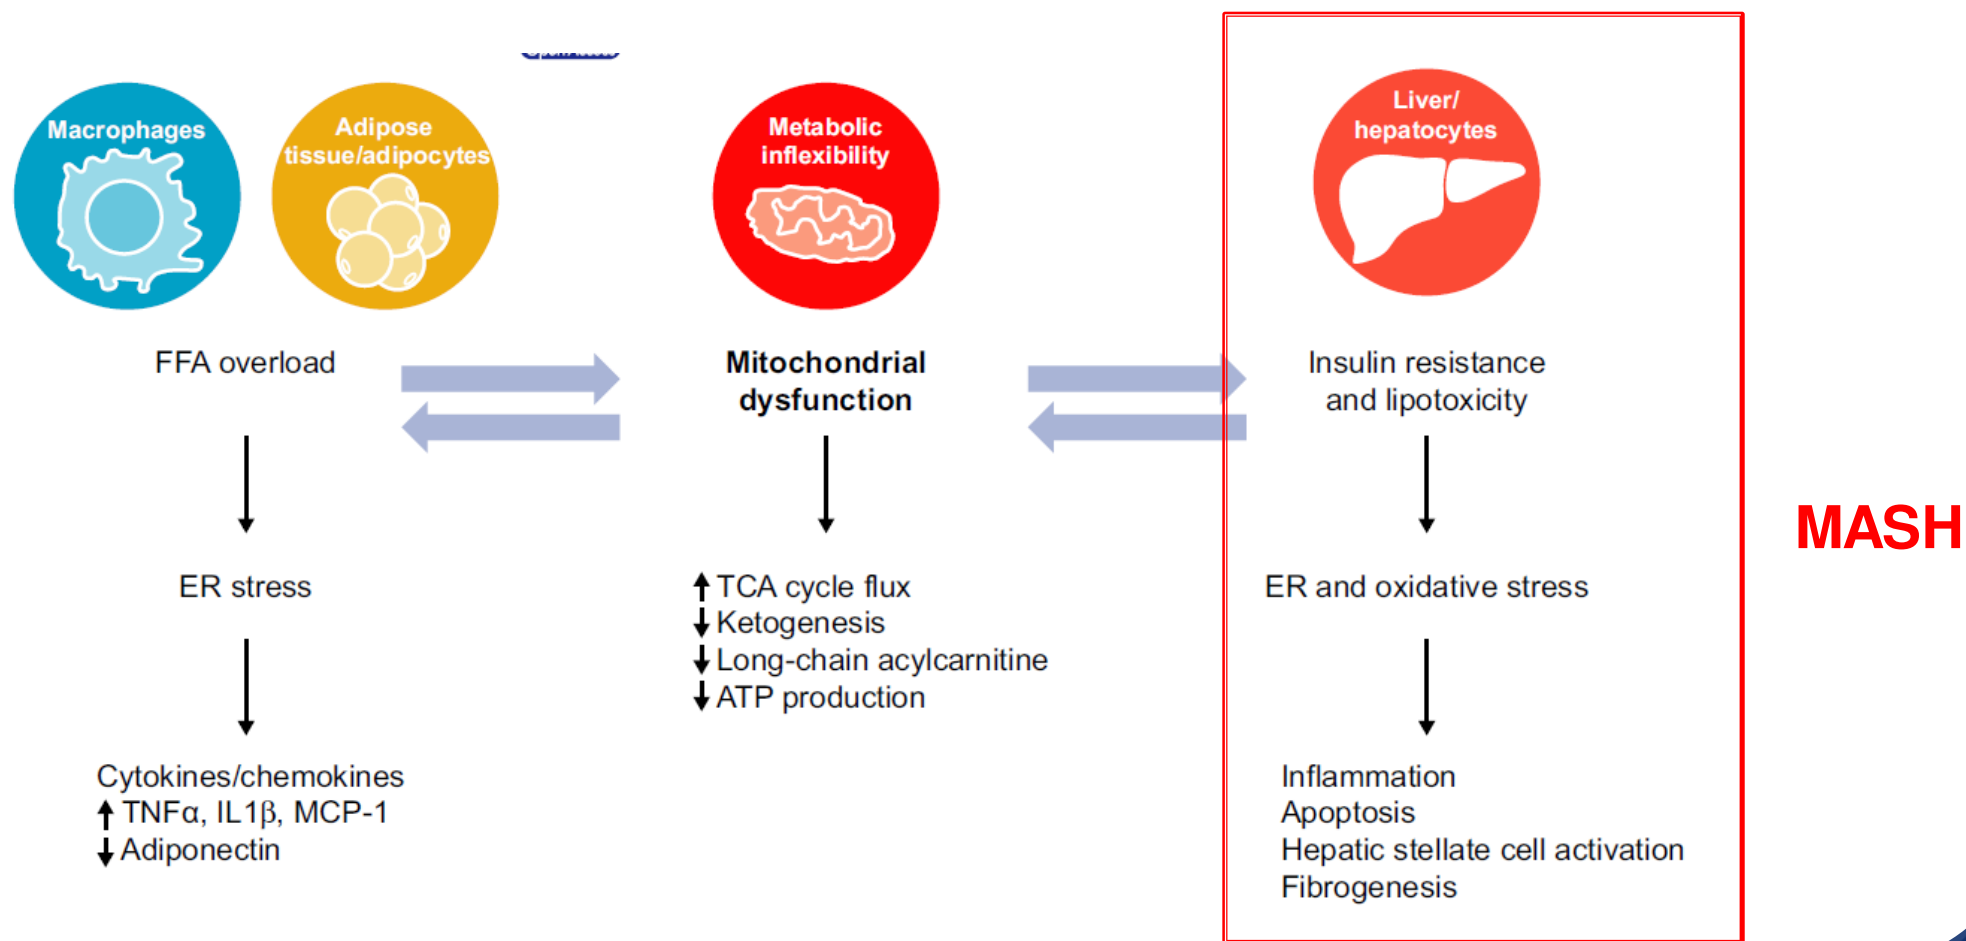 Macrophages
Adipose
tissue/adipocytes
Metabolic
inflexibility
Liver/
hepatocytes
FFA overload
Mitochondrial
dysfunction
Insulin resistance
and lipotoxicity
MASH
ER stress
↑ TCA cycle flux
↓ Ketogenesis
↓ Long-chain acylcarnitine
↓ ATP production
ER and oxidative stress
Cytokines/chemokines
↑ TNFα, IL1β, MCP-1
↓ Adiponectin
Inflammation
Apoptosis
Hepatic stellate cell activation
Fibrogenesis